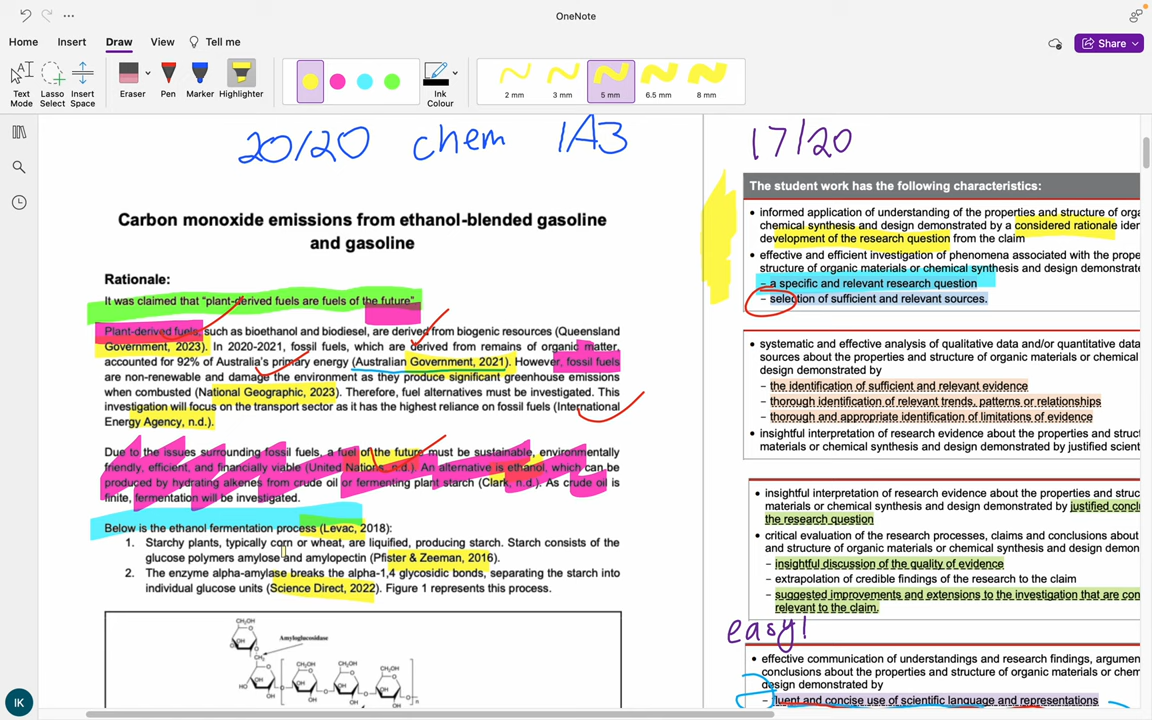 OneNote
Home Insert Draw View Tell me
Share
Text Mode
Lasso Select
Insert Space
Eraser
Pen
Marker
Highlighter
Ink Colour
2 mm 3 mm 5 mm 6.5 mm 8 mm
20/20 chem IA3
Carbon monoxide emissions from ethanol-blended gasoline
and gasoline
Rationale:
It was claimed that “plant-derived fuels are fuels of the future”.
Plant-derived fuels, such as bioethanol and biodiesel, are derived from biogenic resources (Queensland
Government, 2023). In 2020-2021, fossil fuels, which are derived from remains of organic matter,
accounted for 92% of Australia's primary energy (Australian Government, 2021). However, fossil fuels
are non-renewable and damage the environment as they produce significant greenhouse emissions
when combusted (National Geographic, 2023). Therefore, fuel alternatives must be investigated. This
investigation will focus on the transport sector as it has the highest reliance on fossil fuels (International
Energy Agency, n.d.).
Due to the issues surrounding fossil fuels, a fuel of the future must be sustainable, environmentally
friendly, efficient, and financially viable (United Nations, n.d.). An alternative is ethanol, which can be
produced by hydrating alkenes from crude oil or fermenting plant starch (Clark, n.d.). As crude oil is
finite, fermentation will be investigated.
Below is the ethanol fermentation process (Levac, 2018):
1. Starchy plants, typically corn or wheat, are liquified, producing starch. Starch consists of the
glucose polymers amylose and amylopectin (Pfister & Zeeman, 2016).
2. The enzyme alpha-amylase breaks the alpha-1,4 glycosidic bonds, separating the starch into
individual glucose units (Science Direct, 2022). Figure 1 represents this process.
CH₂OH
Amyloglucosidase
CH₂OH CH₂OH CH₂OH
HO
IK
17/20
The student work has the following characteristics:
• informed application of understanding of the properties and structure of orga
chemical synthesis and design demonstrated by a considered rationale iden
development of the research question from the claim
• effective and efficient investigation of phenomena associated with the prope
structure of organic materials or chemical synthesis and design demonstrate
– a specific and relevant research question
– selection of sufficient and relevant sources.
• systematic and effective analysis of qualitative data and/or quantitative data
sources about the properties and structure of organic materials or chemical
and design demonstrated by
– the identification of sufficient and relevant evidence
– thorough identification of relevant trends, patterns or relationships
– thorough and appropriate identification of limitations of evidence
• insightful interpretation of research evidence about the properties and struct
materials or chemical synthesis and design demonstrated by justified scient
• insightful interpretation of research evidence about the properties and struc
materials or chemical synthesis and design demonstrated by justified conclu
the research question
• critical evaluation of the research processes, claims and conclusions about
and structure of organic materials or chemical synthesis and design demon
– insightful discussion of the quality of evidence
– extrapolation of credible findings of the research to the claim
– suggested improvements and extensions to the investigation that are con
relevant to the claim.
easy!
• effective communication of understandings and research findings, argumen
conclusions about the properties and structure of organic materials or chem
design demonstrated by
– fluent and concise use of scientific language and representations